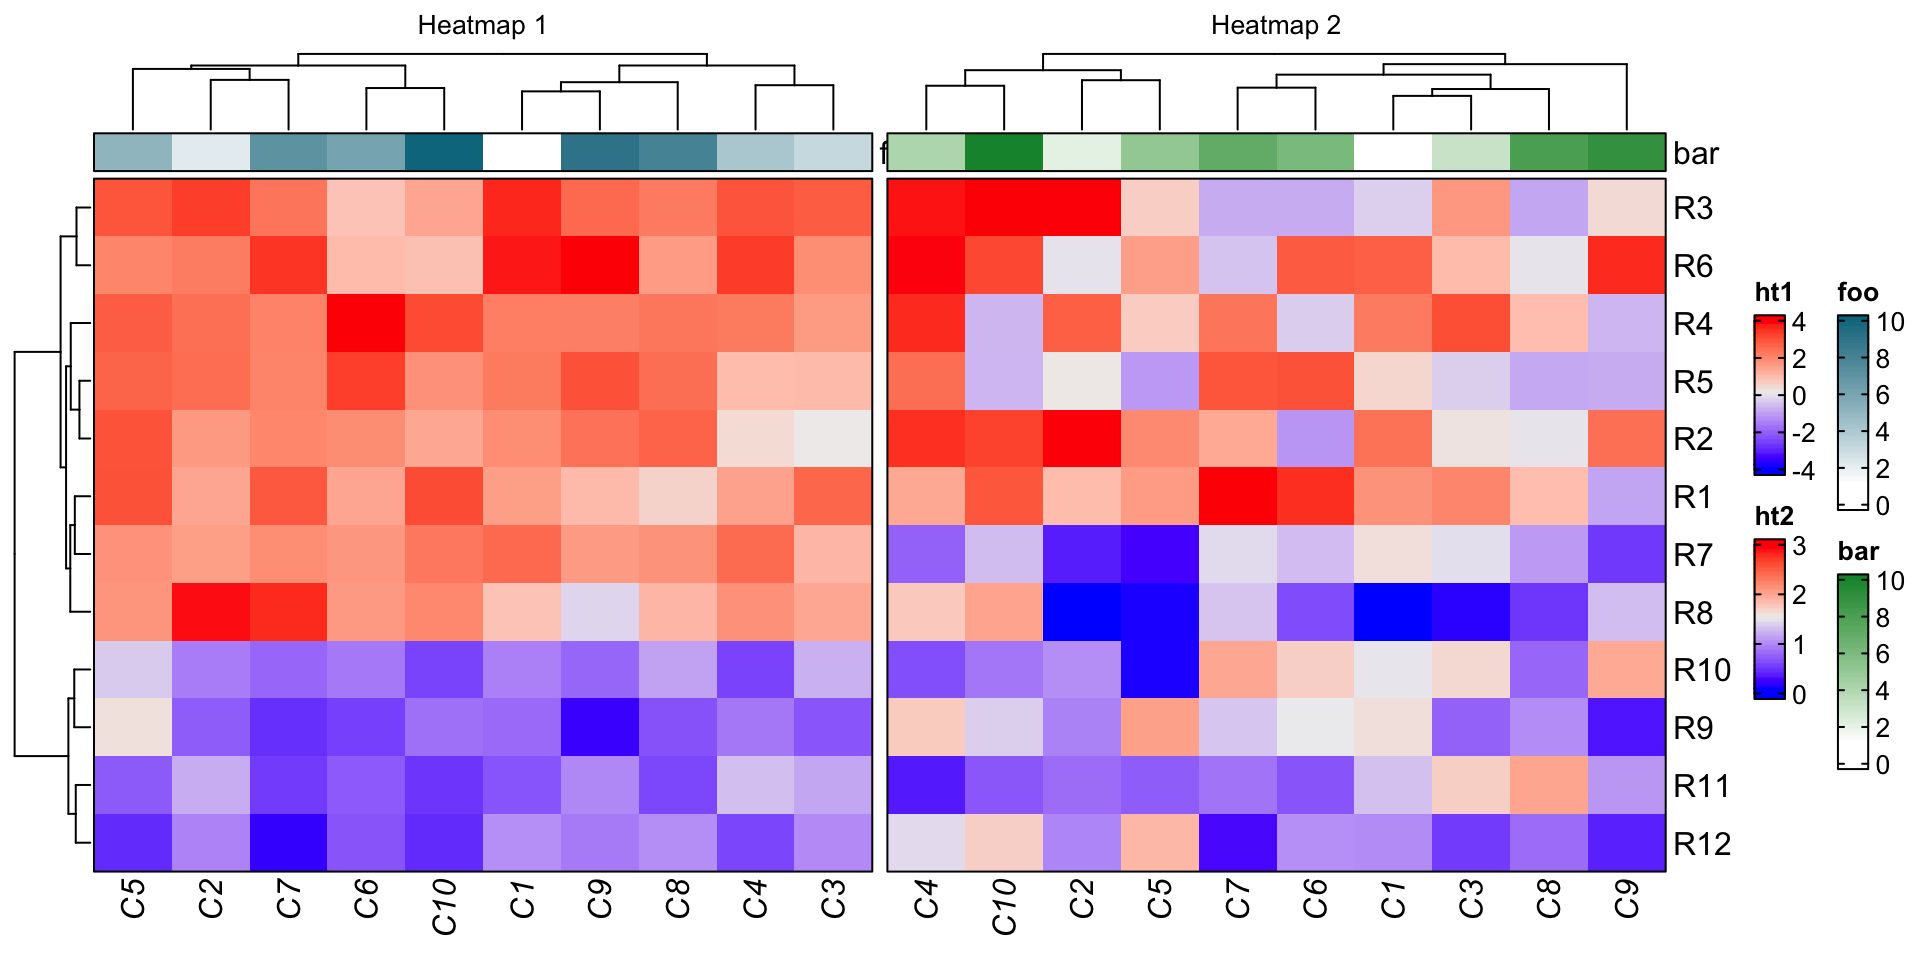 Heatmap 1
Heatmap 2
f
bar
R3
R6
R4
R5
R2
R1
R7
R8
R10
R9
R11
R12
C5 C2 C7 C6 C10 C1 C9 C8 C4 C3
C4 C10 C2 C5 C7 C6 C1 C3 C8 C9
ht1
4
2
0
-2
-4
ht2
3
2
1
0
foo
10
8
6
4
2
0
bar
10
8
6
4
2
0